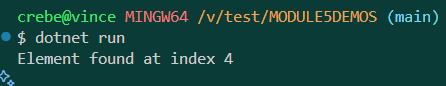 crebe@vince MINGW64 /v/test/MODULE5DEMOS (main)
$ dotnet run
Element found at index 4